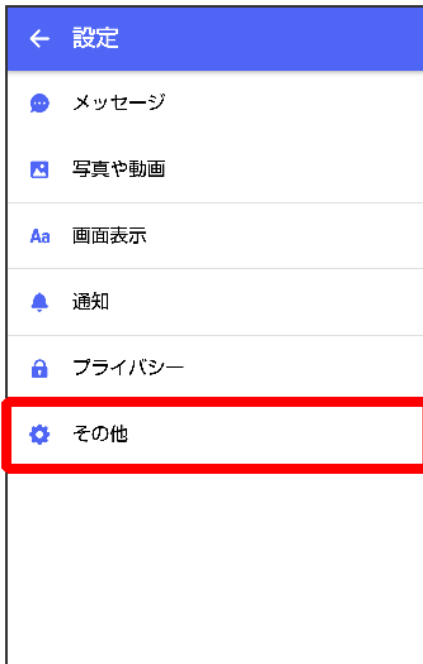 設定
メッセージ
写真や動画
Aa 画面表示
通知
プライバシー
その他